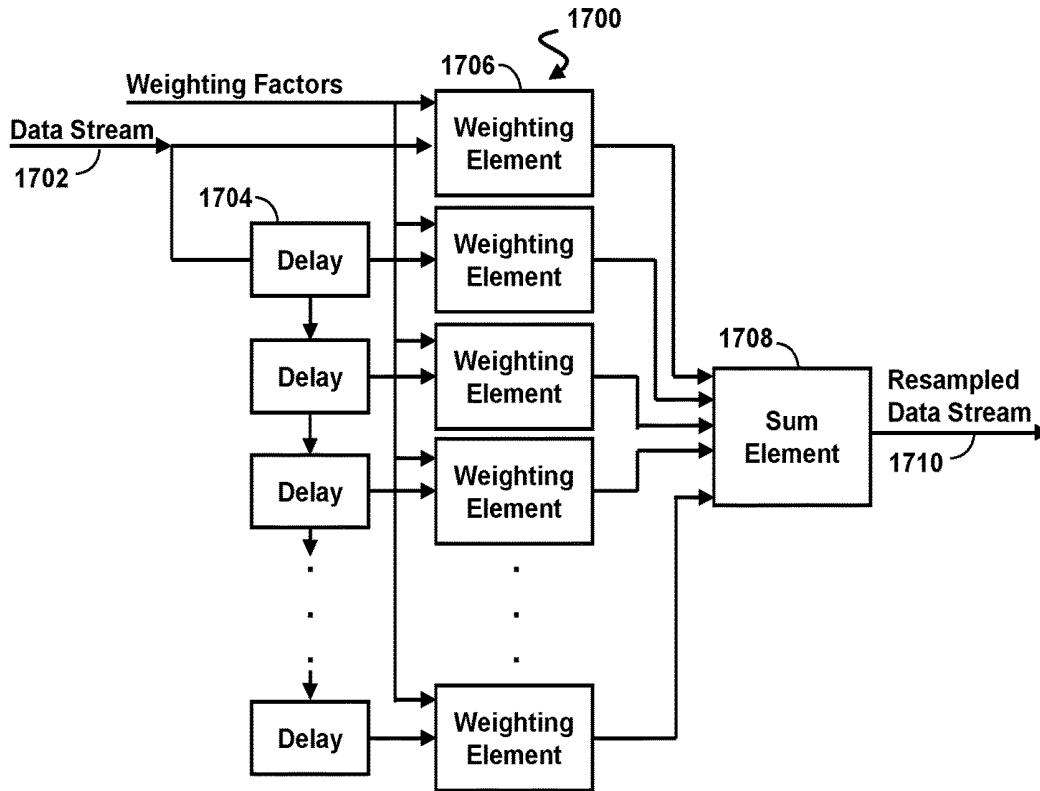 1700
1706
Weighting Factors
Weighting
Element
Data Stream
1702
1704
Delay
Weighting
Element
Delay
Weighting
Element
1708
Sum
Element
Resampled
Data Stream
1710
Delay
Weighting
Element
Delay
Weighting
Element